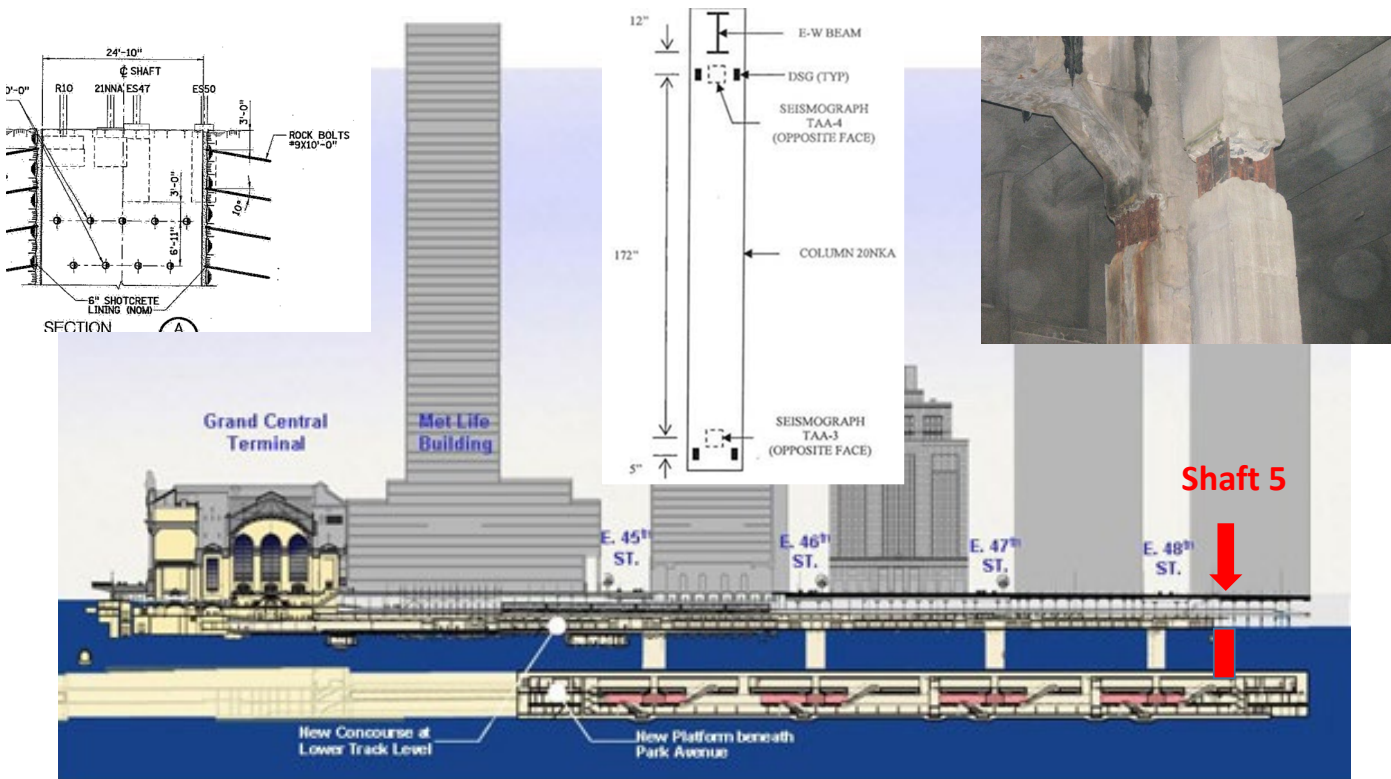 24'-10"
℄ SHAFT
R10 21NNA ES47 ES50
0'-0"
3'-0"
ROCK BOLTS
#9X10'-0"
3'-0"
10°
6'-11"
6" SHOTCRETE
LINING (NOM)
SECTION A
12"
E-W BEAM
DSG (TYP)
SEISMOGRAPH
TAA-4
(OPPOSITE FACE)
172"
COLUMN 20NKA
SEISMOGRAPH
TAA-3
(OPPOSITE FACE)
5"
Grand Central
Terminal
Met Life
Building
Shaft 5
E. 45th
ST.
E. 46th
ST.
E. 47th
ST.
E. 48th
ST.
New Concourse at
Lower Track Level
New Platform beneath
Park Avenue